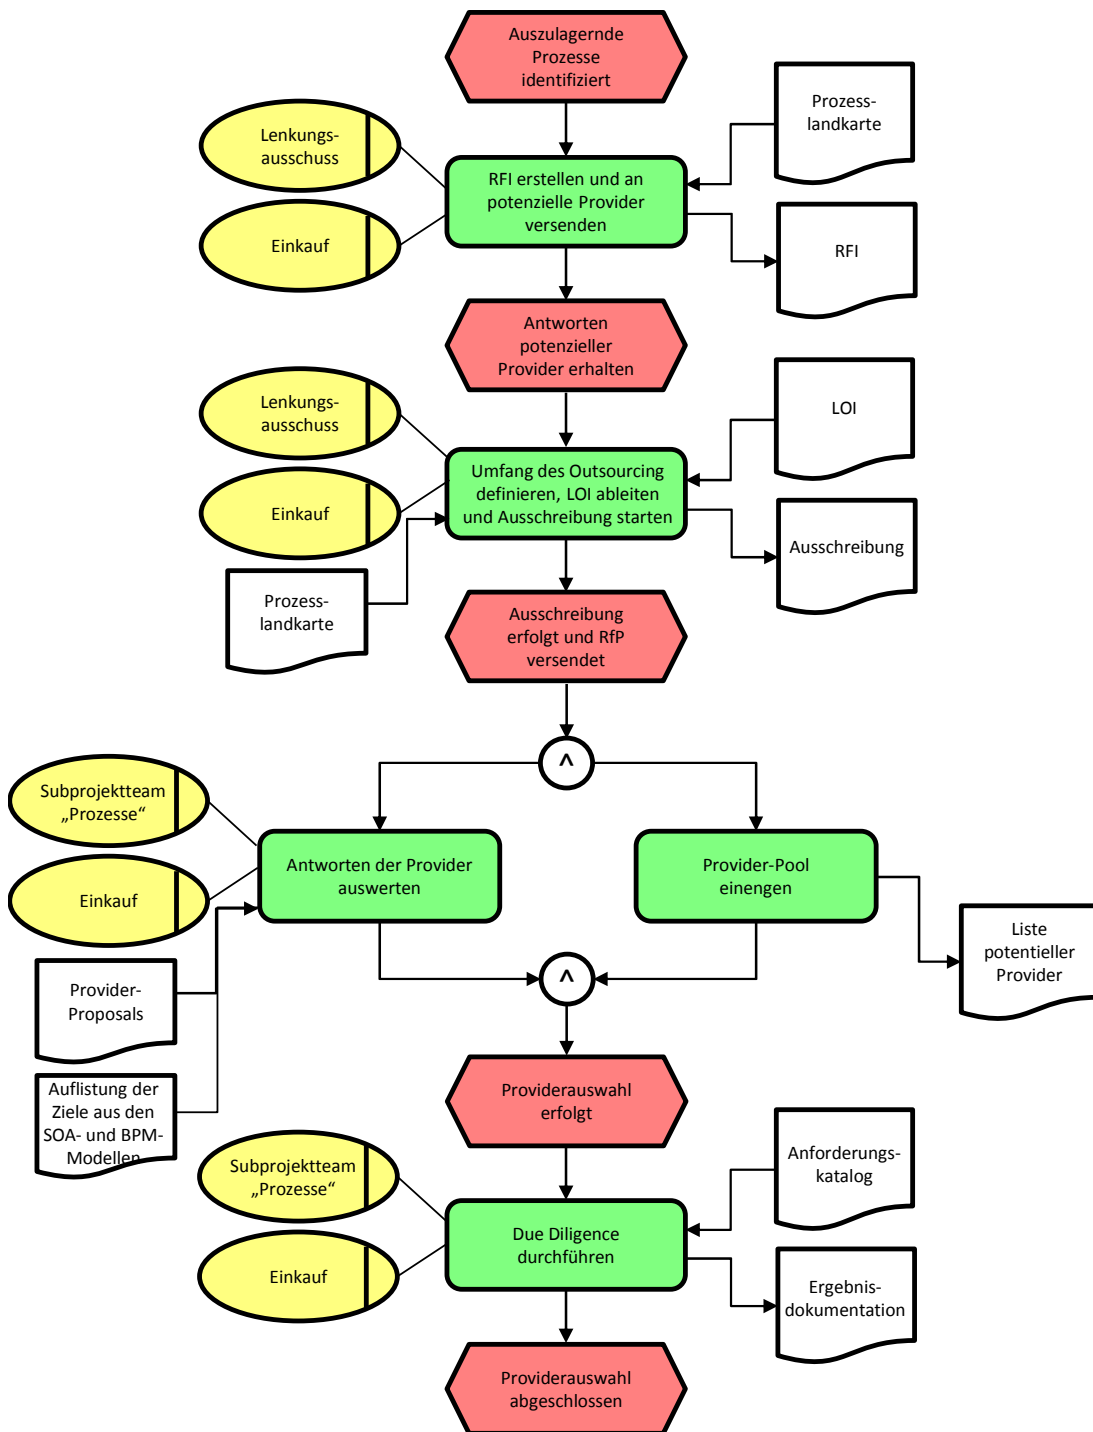 Auszulagernde
Prozesse
identifiziert
Prozess-
landkarte
Lenkungs-
ausschuss
RFI erstellen und an
potenzielle Provider
versenden
Einkauf
RFI
Antworten
potenzieller
Provider erhalten
Lenkungs-
ausschuss
LOI
Umfang des Outsourcing
definieren, LOI ableiten
und Ausschreibung starten
Einkauf
Ausschreibung
Prozess-
landkarte
Ausschreibung
erfolgt und RfP
versendet
^
Subprojektteam
„Prozesse“
Antworten der Provider
auswerten
Provider-Pool
einengen
Einkauf
Liste
potentieller
Provider
Provider-
Proposals
^
Auflistung der
Ziele aus den
SOA- und BPM-
Modellen
Providerauswahl
erfolgt
Subprojektteam
„Prozesse“
Anforderungs-
katalog
Due Diligence
durchführen
Einkauf
Ergebnis-
dokumentation
Providerauswahl
abgeschlossen